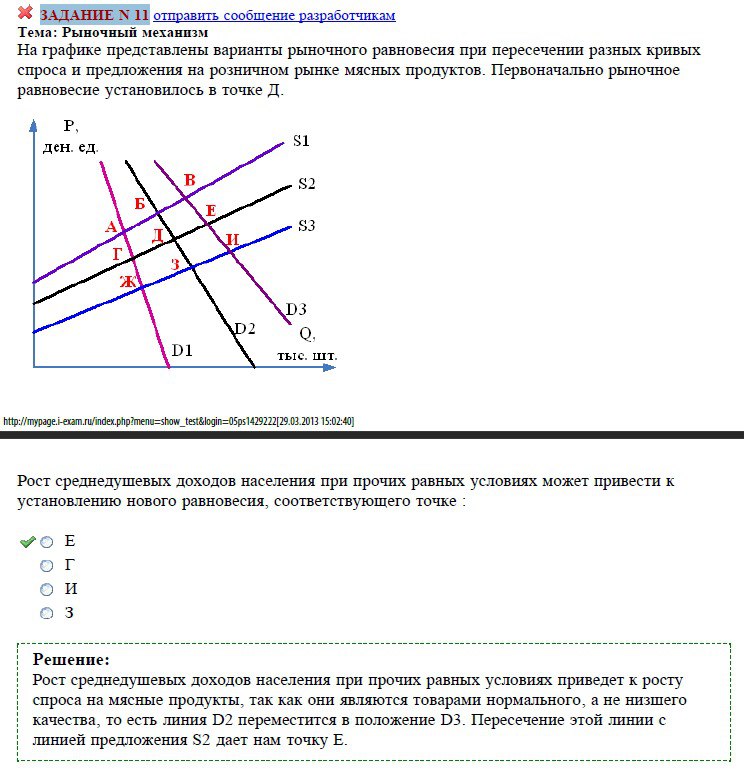 ЗАДАНИЕ N 11 отправить сообщение разработчикам
Тема: Рыночный механизм
На графике представлены варианты рыночного равновесия при пересечении разных кривых
спроса и предложения на розничном рынке мясных продуктов. Первоначально рыночное
равновесие установилось в точке Д.
P,
ден. ед.
S1
S2
S3
В
Б
Е
А
Д
И
Г
З
Ж
D3
D2
Q,
D1
тыс. шт.
http://mypage.i-exam.ru/index.php?menu=show_test&login=05ps1429222[29.03.2013 15:02:40]
Рост среднедушевых доходов населения при прочих равных условиях может привести к
установлению нового равновесия, соответствующего точке :
Е
Г
И
З
Решение:
Рост среднедушевых доходов населения при прочих равных условиях приведет к росту
спроса на мясные продукты, так как они являются товарами нормального, а не низшего
качества, то есть линия D2 переместится в положение D3. Пересечение этой линии с
линией предложения S2 дает нам точку Е.